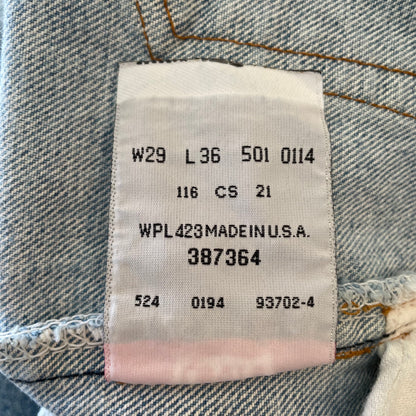 W29 L36 501 0114
116 CS 21
WPL423MADEINU.S.A.
387364
524 0194 93702-4